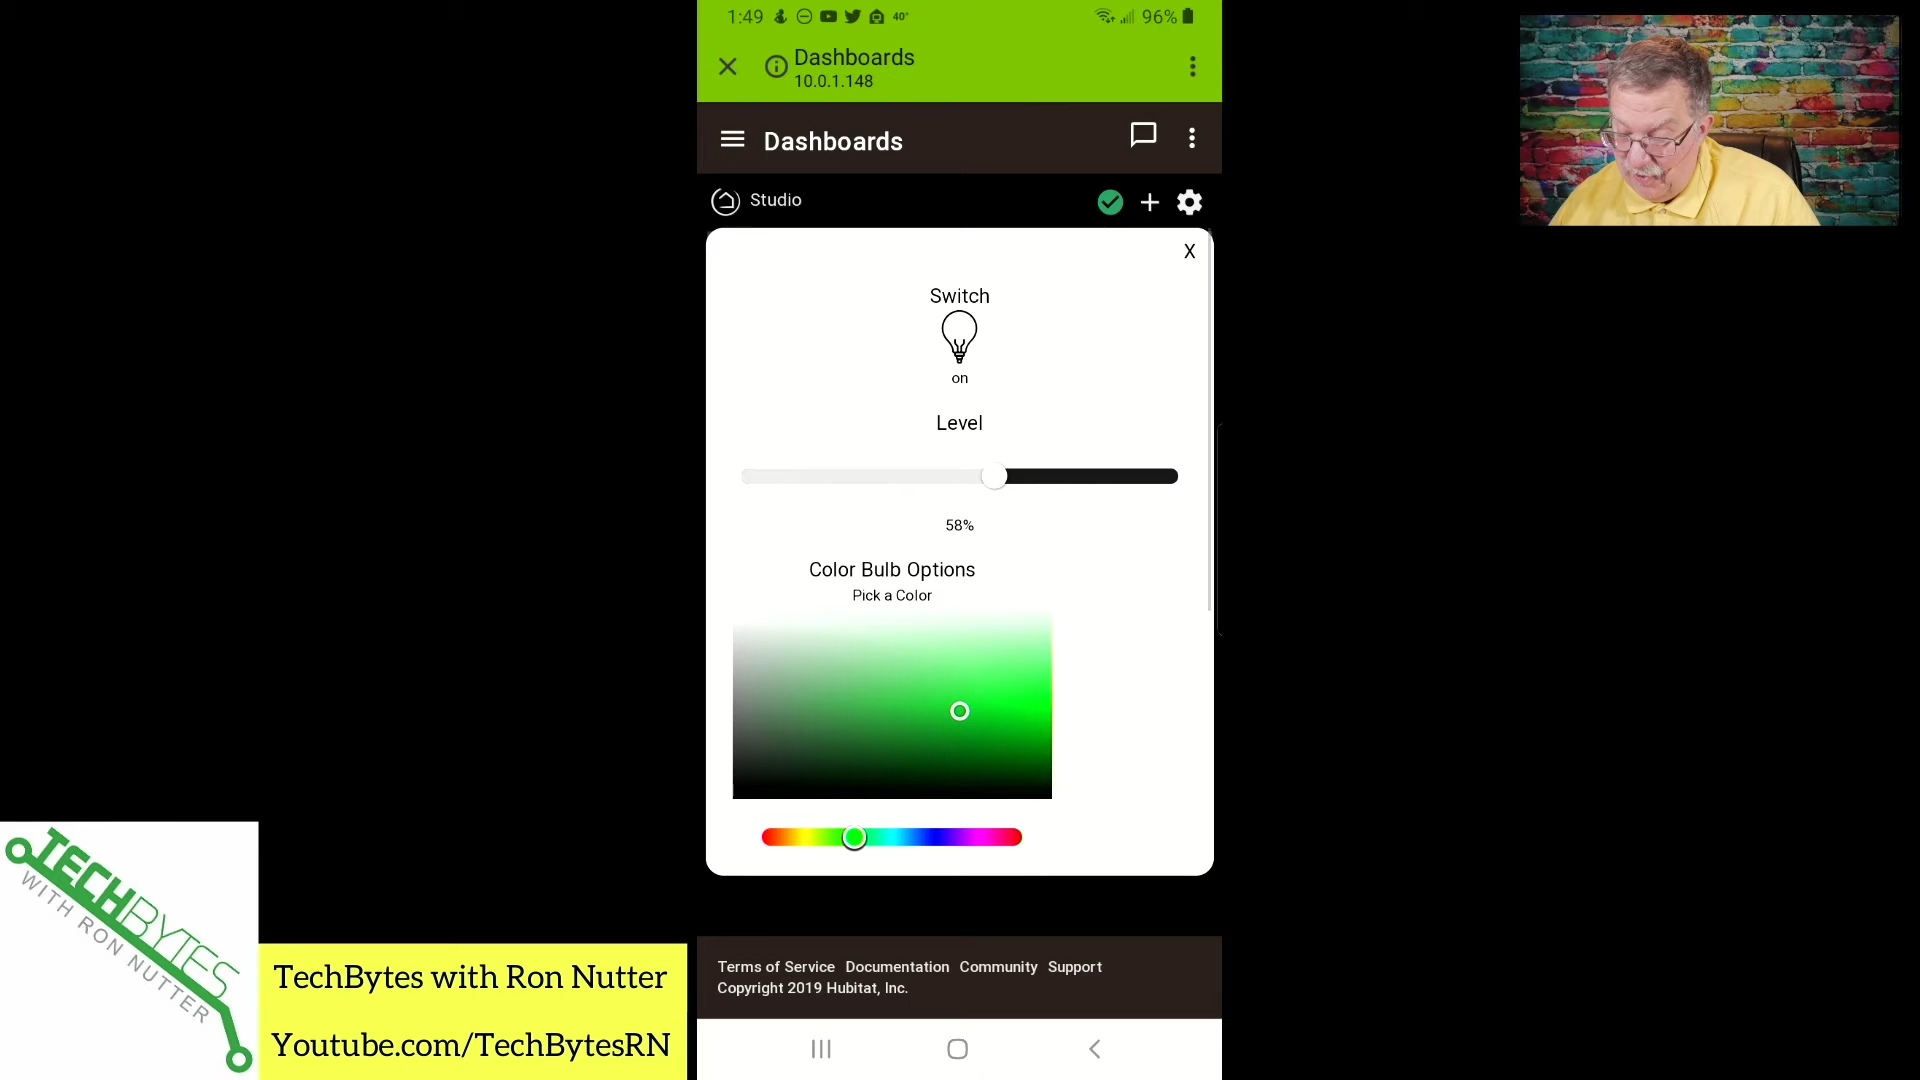 1:49 40° 96%
Dashboards
10.0.1.148
Dashboards
Studio
X
Switch
on
Level
58%
Color Bulb Options
Pick a Color
Terms of Service Documentation Community Support
Copyright 2019 Hubitat, Inc.
TECHBYTES
WITH RON NUTTER
TechBytes with Ron Nutter
Youtube.com/TechBytesRN